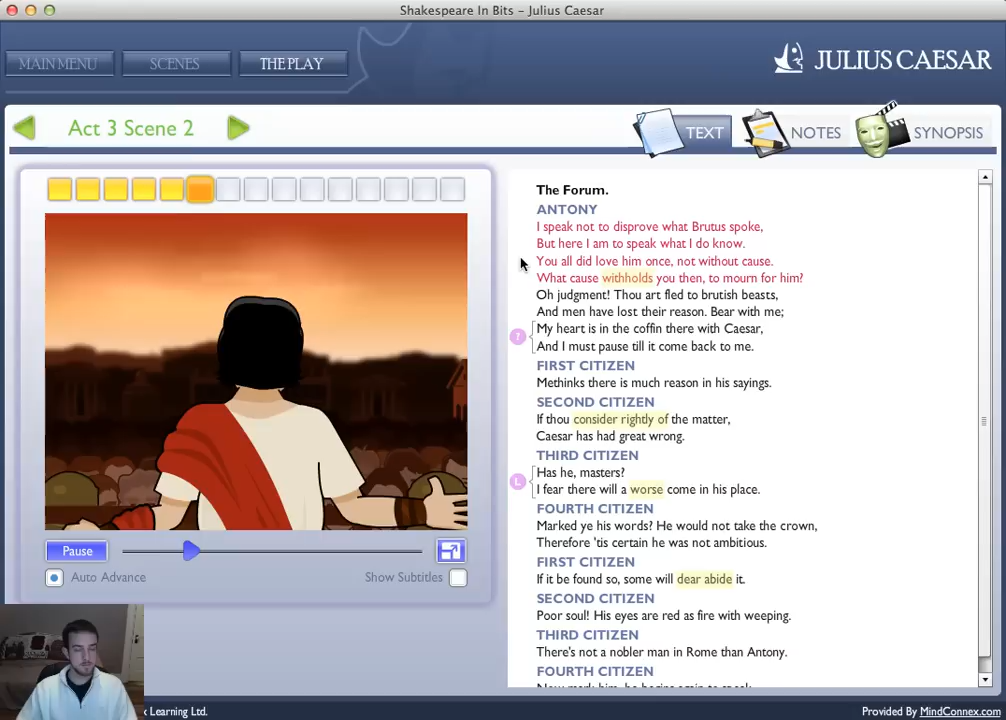 Shakespeare In Bits - Julius Caesar
MAIN MENU
SCENES
THE PLAY
JULIUS CAESAR
Act 3 Scene 2
TEXT
NOTES
SYNOPSIS
The Forum.
ANTONY
I speak not to disprove what Brutus spoke,
But here I am to speak what I do know.
You all did love him once, not without cause.
What cause withholds you then, to mourn for him?
Oh judgment! Thou art fled to brutish beasts,
And men have lost their reason. Bear with me;
?
My heart is in the coffin there with Caesar,
And I must pause till it come back to me.
FIRST CITIZEN
Methinks there is much reason in his sayings.
SECOND CITIZEN
If thou consider rightly of the matter,
Caesar has had great wrong.
THIRD CITIZEN
Has he, masters?
L
I fear there will a worse come in his place.
FOURTH CITIZEN
Marked ye his words? He would not take the crown,
Therefore 'tis certain he was not ambitious.
FIRST CITIZEN
If it be found so, some will dear abide it.
SECOND CITIZEN
Poor soul! His eyes are red as fire with weeping.
THIRD CITIZEN
There's not a nobler man in Rome than Antony.
FOURTH CITIZEN
Now mark him, he begins again to speak.
Pause
Auto Advance
Show Subtitles
Learning Ltd.
Provided By MindConnex.com